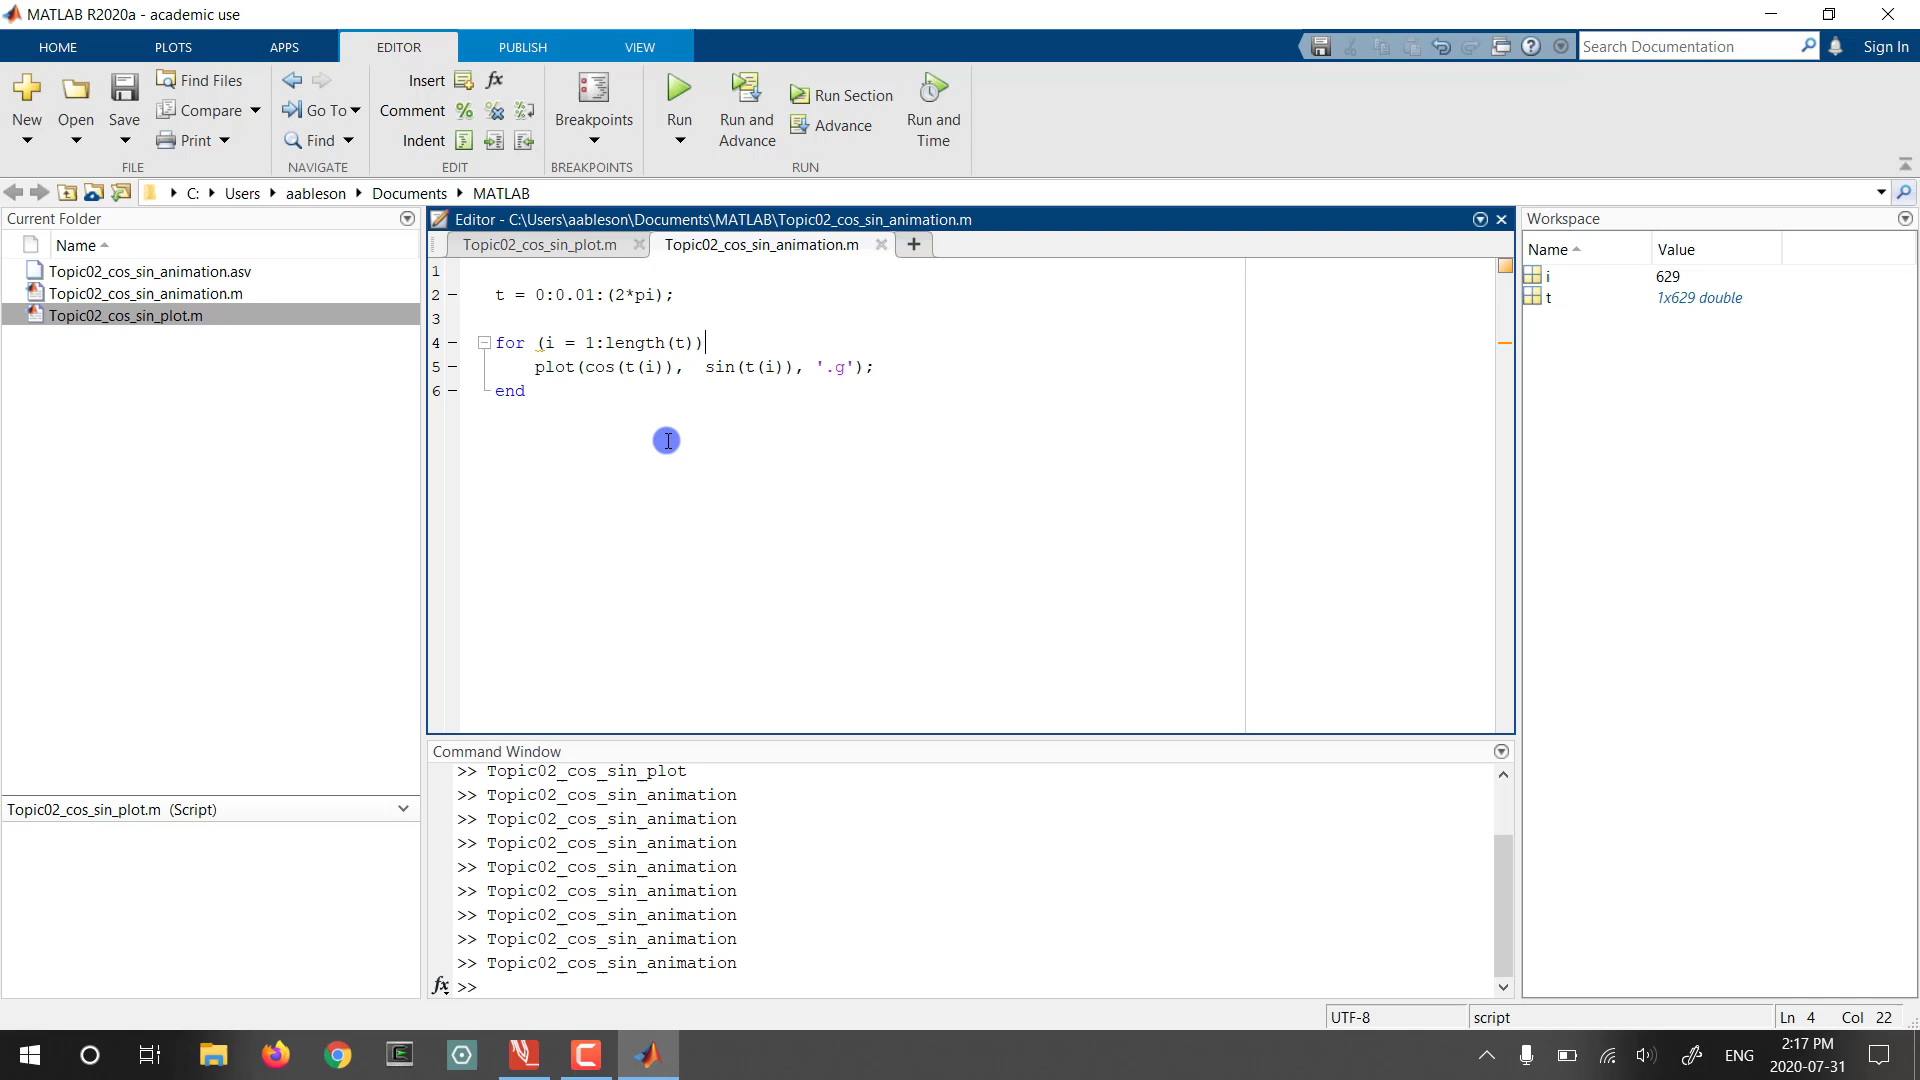 MATLAB R2020a - academic use
HOME PLOTS APPS EDITOR PUBLISH VIEW
Search Documentation
Sign In
New
Open
Save
Find Files
Compare
Print
FILE
Go To
Find
NAVIGATE
Insert fx
Comment
Indent
EDIT
Breakpoints
BREAKPOINTS
Run
Run and Advance
Run Section
Advance
Run and Time
RUN
C: Users aableson Documents MATLAB
Current Folder
Name
Topic02_cos_sin_animation.asv
Topic02_cos_sin_animation.m
Topic02_cos_sin_plot.m
Topic02_cos_sin_plot.m (Script)
Editor - C:\Users\aableson\Documents\MATLAB\Topic02_cos_sin_animation.m
Topic02_cos_sin_plot.m Topic02_cos_sin_animation.m
1
2 t = 0:0.01:(2*pi);
3
4 for (i = 1:length(t))
5 plot(cos(t(i)), sin(t(i)), '.g');
6 end
Command Window
>> Topic02_cos_sin_plot
>> Topic02_cos_sin_animation
>> Topic02_cos_sin_animation
>> Topic02_cos_sin_animation
>> Topic02_cos_sin_animation
>> Topic02_cos_sin_animation
>> Topic02_cos_sin_animation
>> Topic02_cos_sin_animation
>> Topic02_cos_sin_animation
fx >>
Workspace
Name Value
i 629
t 1x629 double
UTF-8 script Ln 4 Col 22
ENG
2:17 PM
2020-07-31